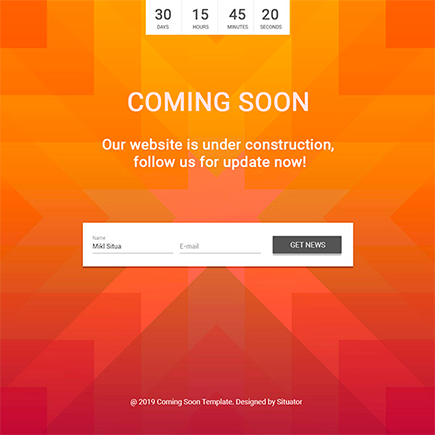 30 15 45 20
DAYS HOURS MINUTES SECONDS
COMING SOON
Our website is under construction,
follow us for update now!
Name
Mikl Situa E-mail GET NEWS
@ 2019 Coming Soon Template. Designed by Situator